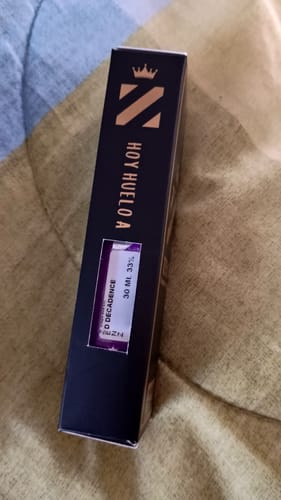 HOY HUELO A
D DECADENCE
30 ML 33%